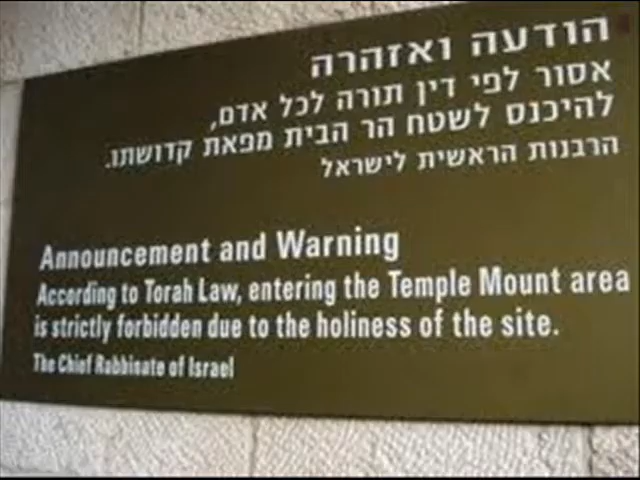 הודעה ואזהרה
אסור לפי דין תורה לכל אדם,
להיכנס לשטח הר הבית מפאת קדושתו.
הרבנות הראשית לישראל
Announcement and Warning
According to Torah Law, entering the Temple Mount area
is strictly forbidden due to the holiness of the site.
The Chief Rabbinate of Israel